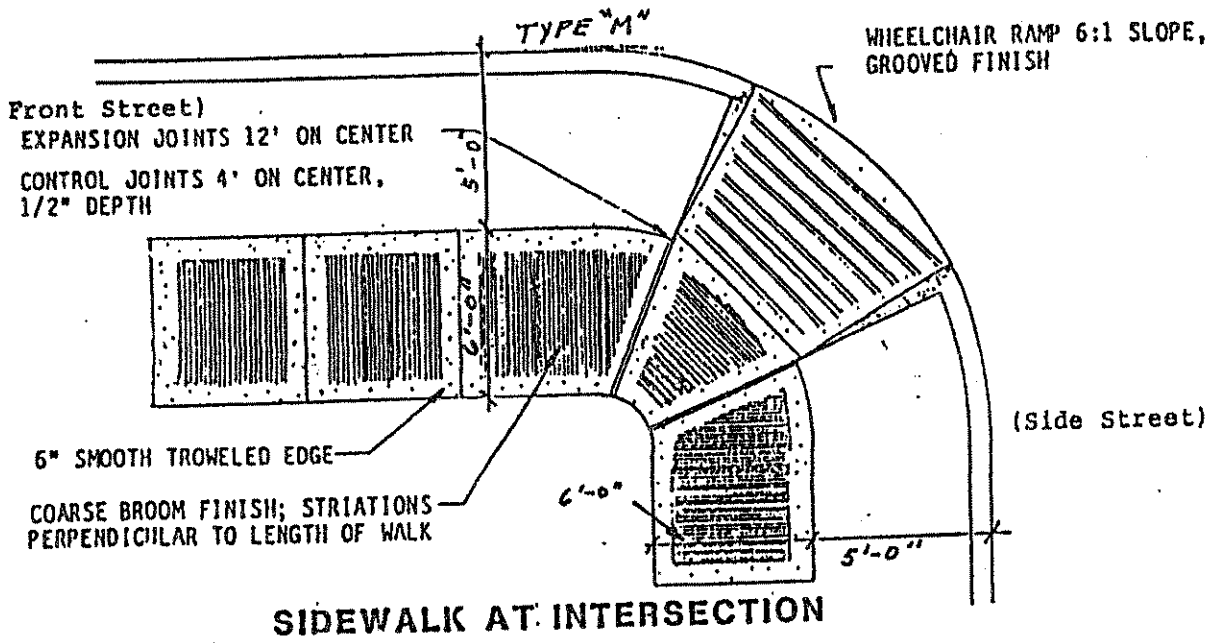 TYPE "M"
WHEELCHAIR RAMP 6:1 SLOPE,
GROOVED FINISH
Front Street)
EXPANSION JOINTS 12' ON CENTER
CONTROL JOINTS 4' ON CENTER,
1/2" DEPTH
5'-0"
6'-0"
6" SMOOTH TROWELED EDGE
COARSE BROOM FINISH; STRIATIONS
PERPENDICULAR TO LENGTH OF WALK
(Side Street)
6'-0"
5'-0"
SIDEWALK AT INTERSECTION